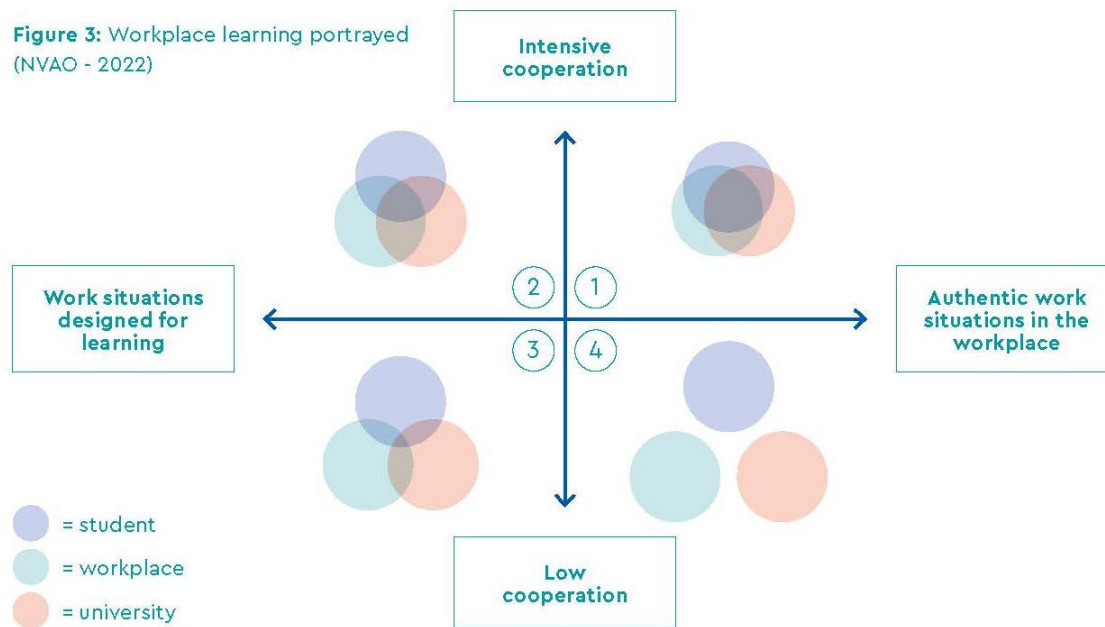 Figure 3: Workplace learning portrayed
(NVAO - 2022)
Intensive
cooperation
2
1
Work situations
designed for
learning
Authentic work
situations in the
workplace
3
4
= student
= workplace
= university
Low
cooperation